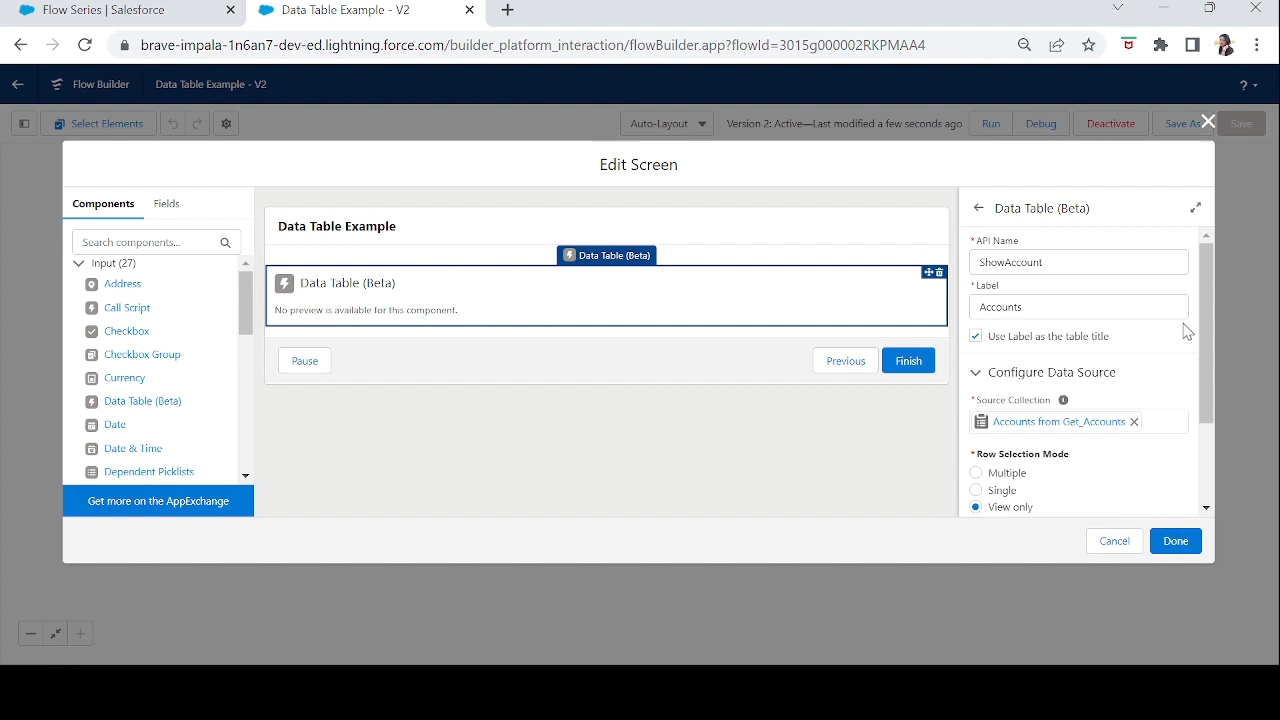 Flow Series | Salesforce
Data Table Example - V2
brave-impala-1n6an7-dev-ed.lightning.force.com/builder_platform_interaction/flowBuilder.app?flowId=3015g000002RKPMAA4
Flow Builder
Data Table Example - V2
?
Select Elements
Auto-Layout
Version 2: Active—Last modified a few seconds ago
Run
Debug
Deactivate
Save As
Save
Edit Screen
Components
Fields
Search components...
Input (27)
Address
Call Script
Checkbox
Checkbox Group
Currency
Data Table (Beta)
Date
Date & Time
Dependent Picklists
Get more on the AppExchange
Data Table Example
Data Table (Beta)
Data Table (Beta)
No preview is available for this component.
Pause
Previous
Finish
Data Table (Beta)
* API Name
ShowAccount
* Label
Accounts
Use Label as the table title
Configure Data Source
* Source Collection
Accounts from Get_Accounts
* Row Selection Mode
Multiple
Single
View only
Cancel
Done